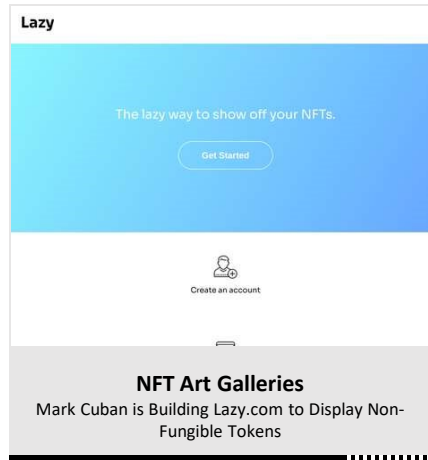 Lazy
The lazy way to show off your NFTs.
Get Started
Create an account
NFT Art Galleries
Mark Cuban is Building Lazy.com to Display Non-
Fungible Tokens